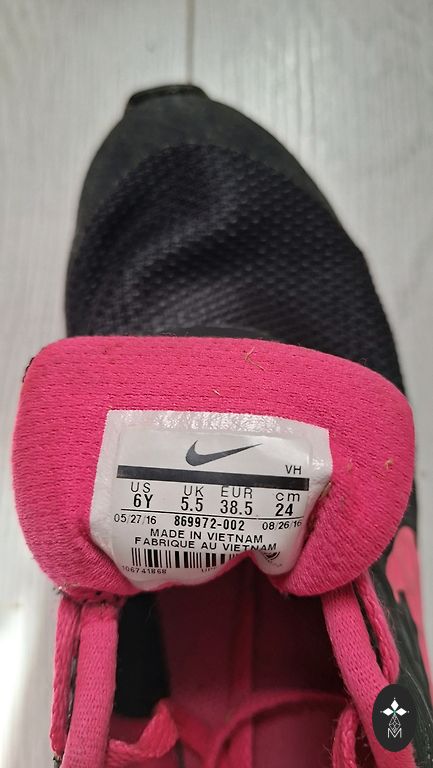 VH
US UK EUR cm
6Y 5.5 38.5 24
05/27/16 869972-002 08/26/16
MADE IN VIETNAM
FABRIQUE AU VIETNAM